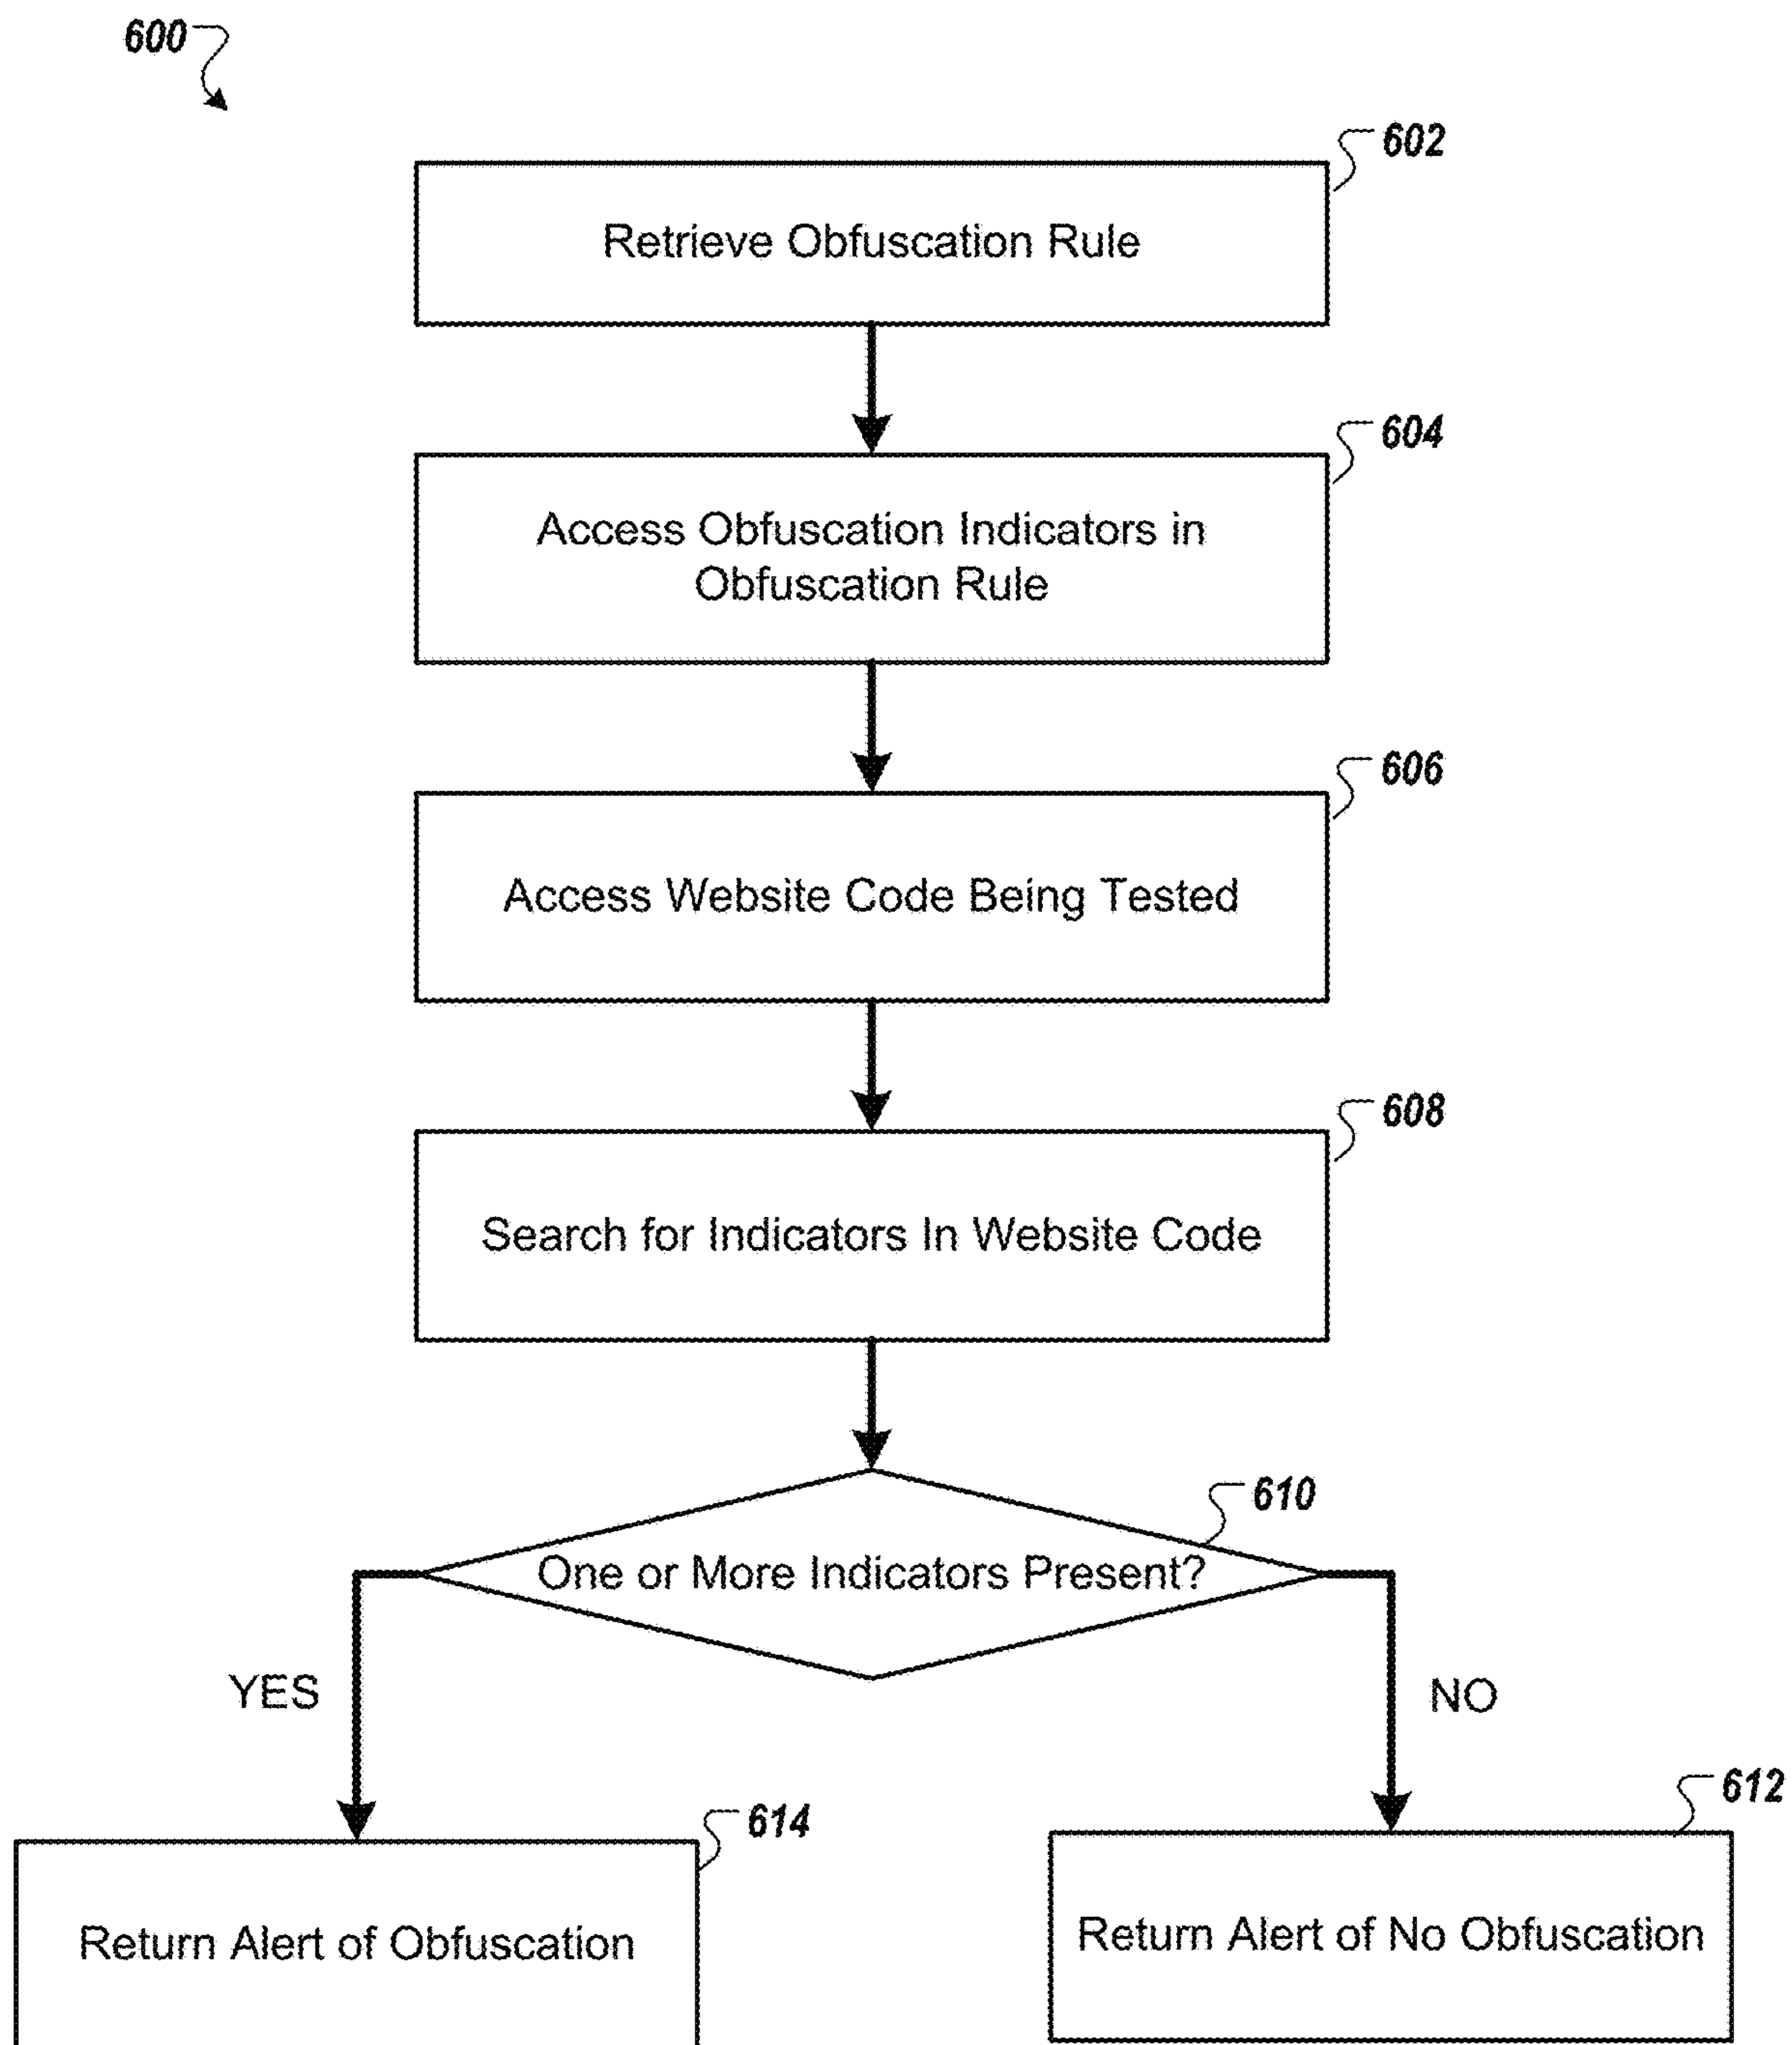 600
602
Retrieve Obfuscation Rule
604
Access Obfuscation Indicators in
Obfuscation Rule
606
Access Website Code Being Tested
608
Search for Indicators In Website Code
610
One or More Indicators Present?
YES
NO
614
612
Return Alert of Obfuscation
Return Alert of No Obfuscation